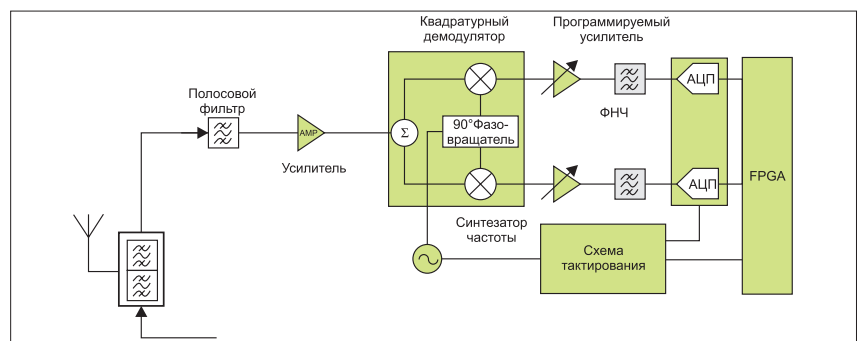 Квадратурный
демодулятор
Программируемый
усилитель
Полосовой
фильтр
AMP
Усилитель
Σ
90°Фазо-
вращатель
ФНЧ
АЦП
АЦП
FPGA
Синтезатор
частоты
Схема
тактирования